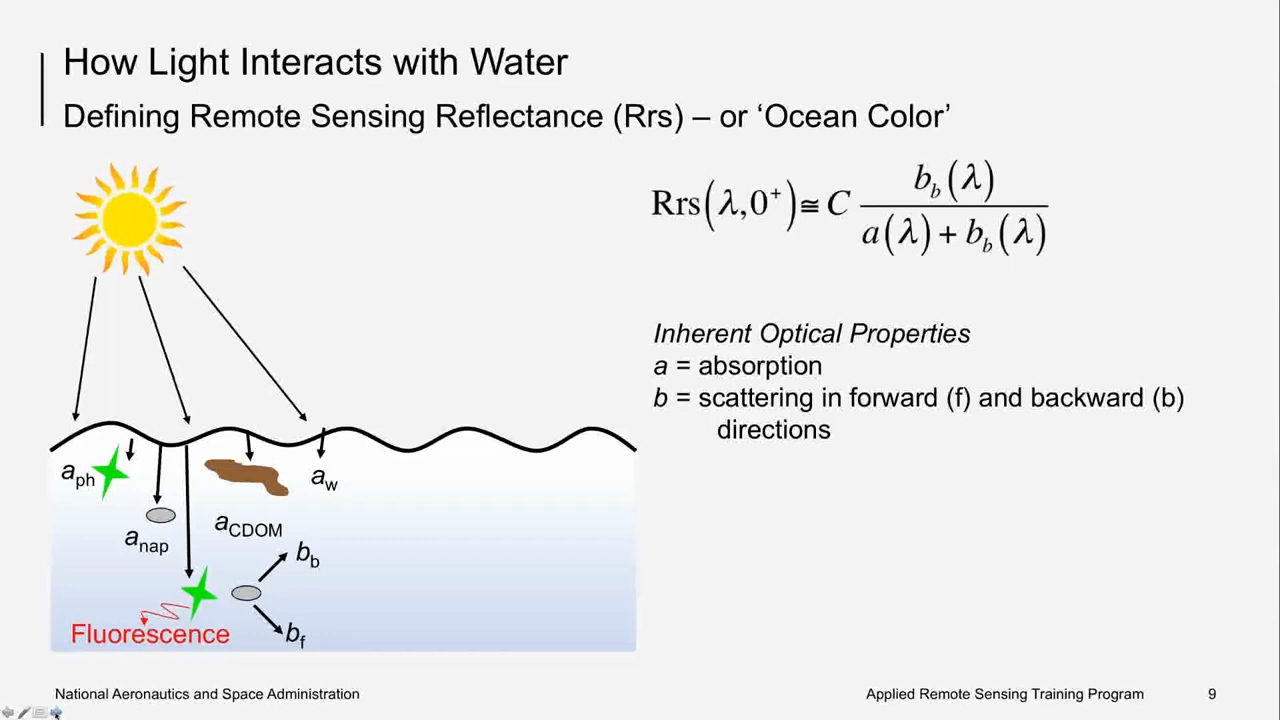 How Light Interacts with Water
Defining Remote Sensing Reflectance (Rrs) – or ‘Ocean Color’
Rrs(λ,0⁺) ≅ C b_b(λ) / a(λ) + b_b(λ)
Inherent Optical Properties
a = absorption
b = scattering in forward (f) and backward (b)
directions
a_ph
a_w
a_nap
a_CDOM
b_b
Fluorescence
b_f
National Aeronautics and Space Administration
Applied Remote Sensing Training Program
9